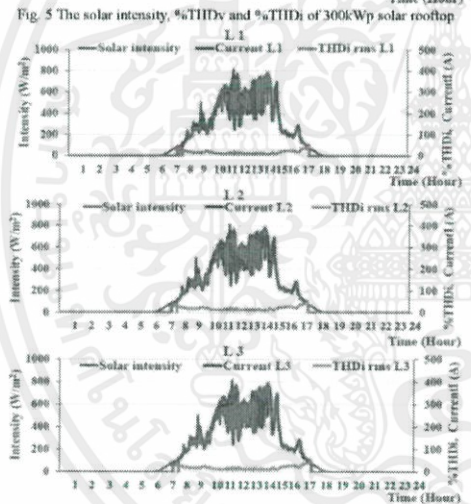 Time (Hour)
Fig. 5 The solar intensity, %THDv and %THDi of 300kWp solar rooftop
L 1
Solar intensity Current L1 THDi rms L1
Intensity (W/m²)
1000
800
600
400
200
0
500
400
300
200
100
0
%THDi, CurrentI (A)
1 2 3 4 5 6 7 8 9 10 11 12 13 14 15 16 17 18 19 20 21 22 23 24
Time (Hour)
L 2
Solar intensity Current L2 THDi rms L2
Intensity (W/m²)
1000
800
600
400
200
0
500
400
300
200
100
0
%THDi, CurrentI (A)
1 2 3 4 5 6 7 8 9 10 11 12 13 14 15 16 17 18 19 20 21 22 23 24
Time (Hour)
L 3
Solar intensity Current L3 THDi rms L3
Intensity (W/m²)
1000
800
600
400
200
0
500
400
300
200
100
0
%THDi, CurrentI (A)
1 2 3 4 5 6 7 8 9 10 11 12 13 14 15 16 17 18 19 20 21 22 23 24
Time (Hour)